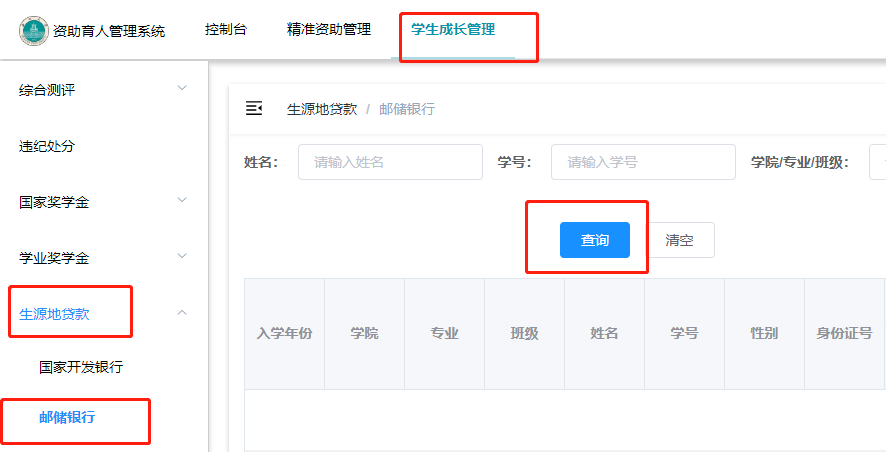 资助育人管理系统 控制台 精准资助管理 学生成长管理
综合测评
违纪处分
国家奖学金
学业奖学金
生源地贷款
国家开发银行
邮储银行
生源地贷款 / 邮储银行
姓名： 请输入姓名 学号： 请输入学号 学院/专业/班级：
查询 清空
入学年份 学院 专业 班级 姓名 学号 性别 身份证号